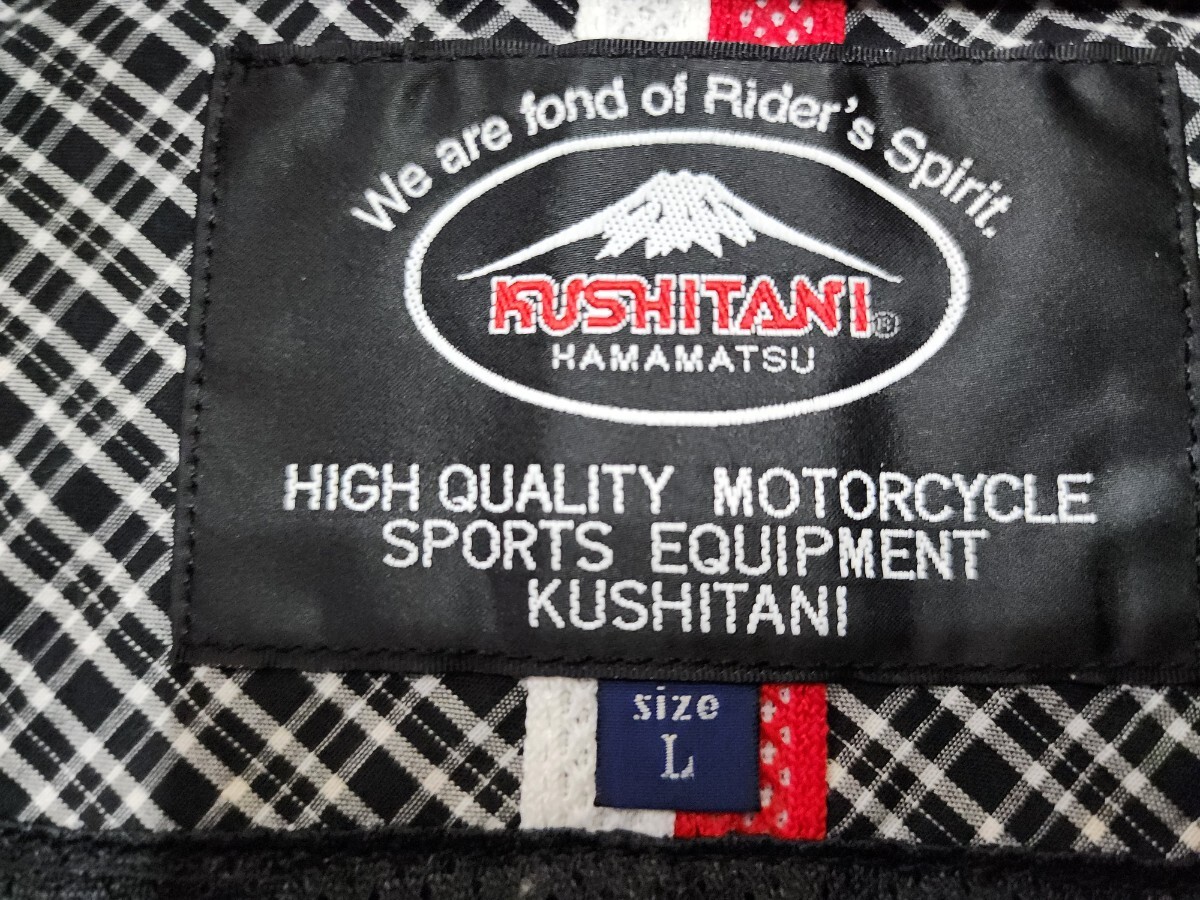 We are fond of Rider's Spirit.
KUSHITANI®
HAMAMATSU
HIGH QUALITY MOTORCYCLE
SPORTS EQUIPMENT
KUSHITANI
size
L